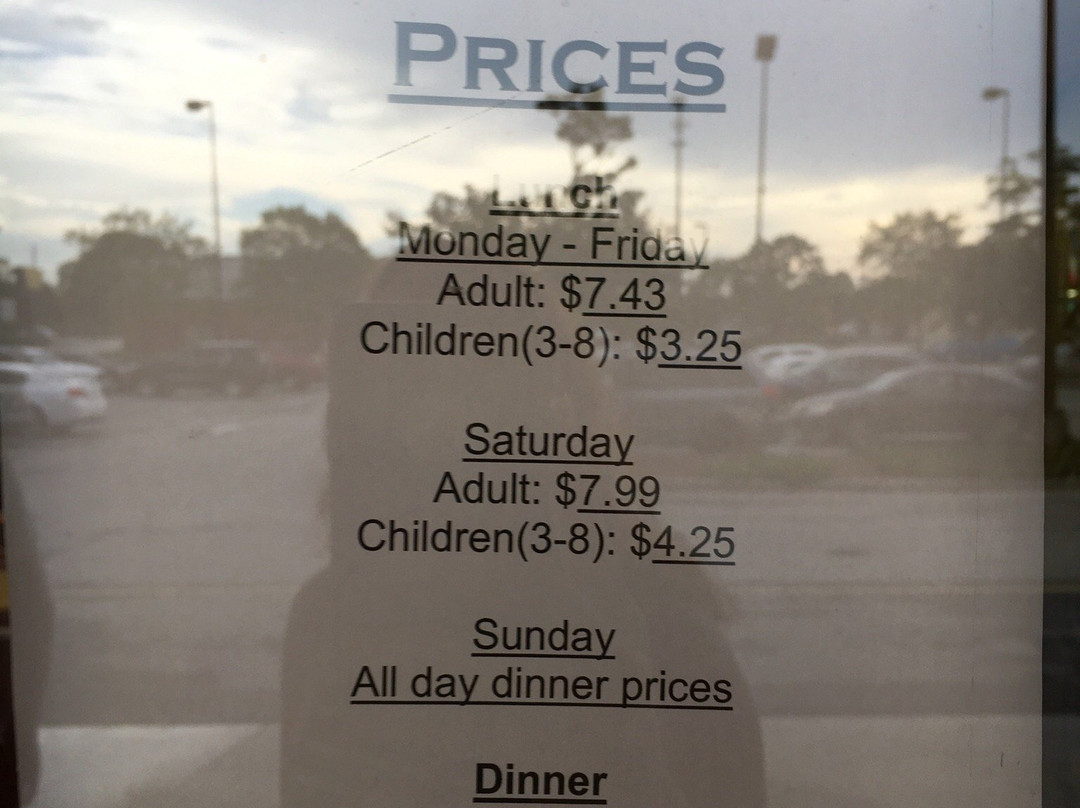 PRICES
Lunch
Monday - Friday
Adult: $7.43
Children(3-8): $3.25
Saturday
Adult: $7.99
Children(3-8): $4.25
Sunday
All day dinner prices
Dinner